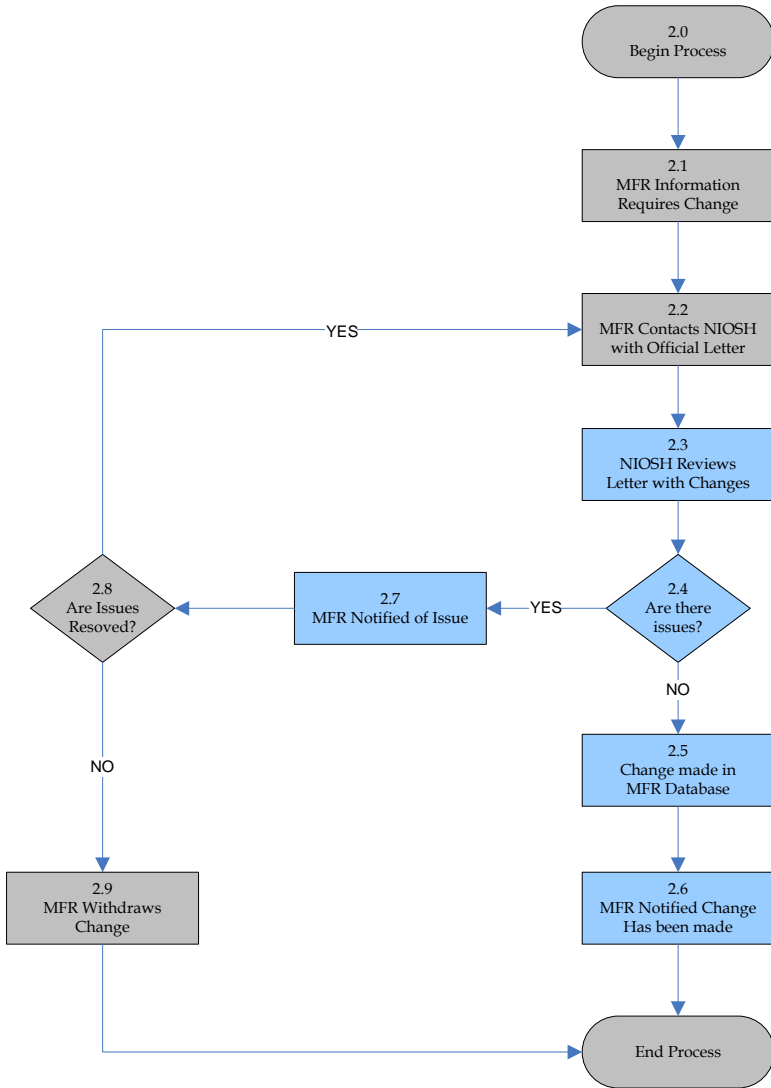 2.0
Begin Process
2.1
MFR Information
Requires Change
2.2
MFR Contacts NIOSH
with Official Letter
YES
2.3
NIOSH Reviews
Letter with Changes
2.4
Are there
issues?
YES
2.7
MFR Notified of Issue
2.8
Are Issues
Resoved?
NO
NO
2.5
Change made in
MFR Database
2.9
MFR Withdraws
Change
2.6
MFR Notified Change
Has been made
End Process